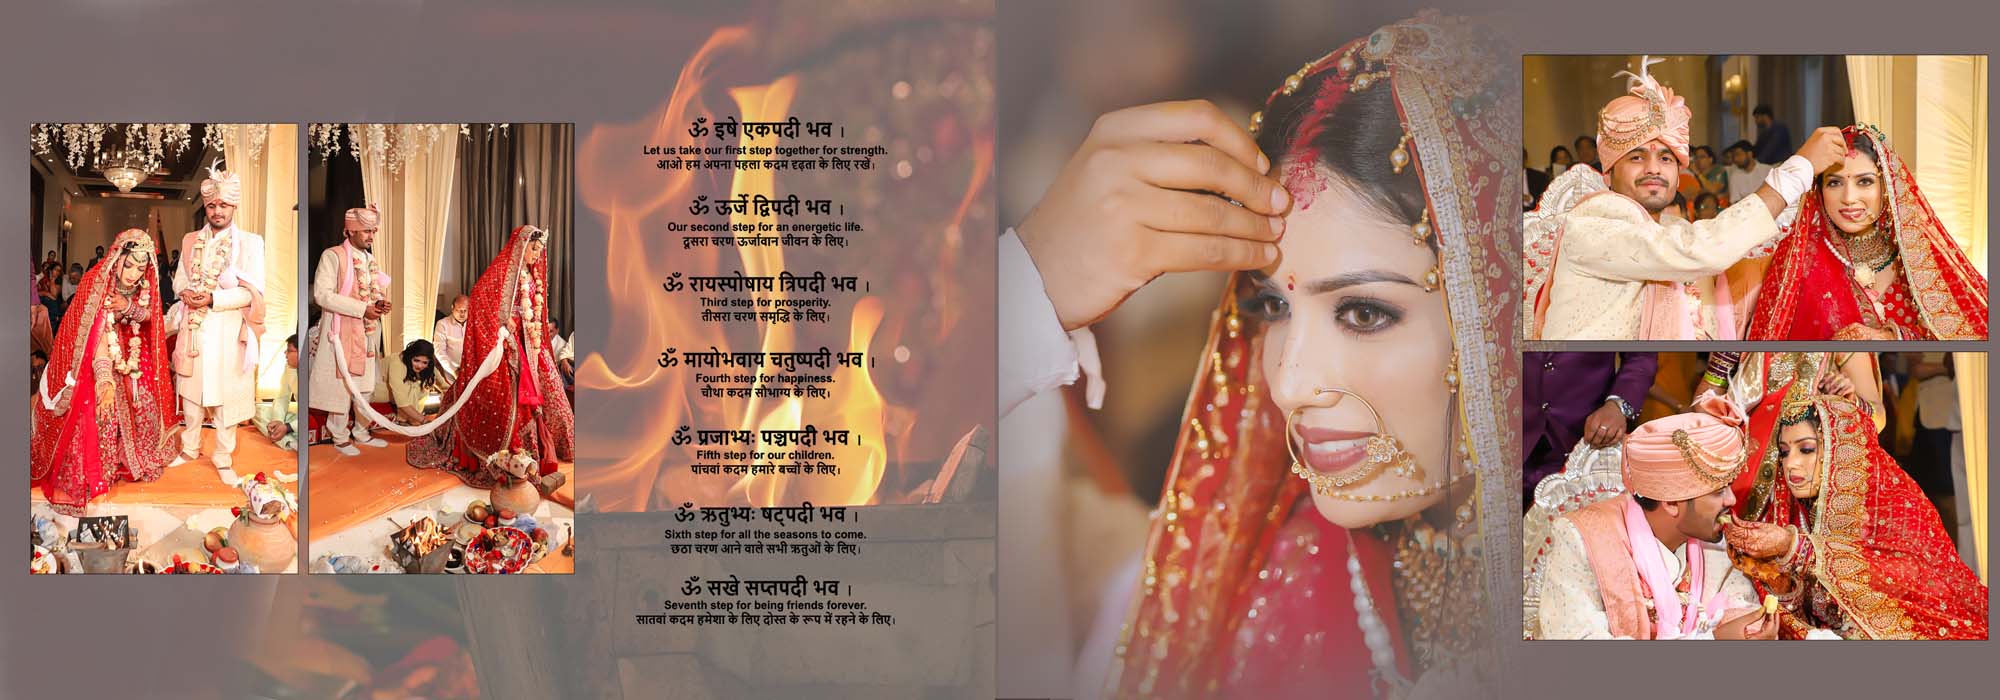 ॐ इषे एकपदी भव ।
Let us take our first step together for strength.
आओ हम अपना पहला कदम दृढ़ता के लिए रखें।
ॐ ऊर्जे द्विपदी भव ।
Our second step for an energetic life.
दूसरा चरण ऊर्जावान जीवन के लिए।
ॐ रायस्पोषाय त्रिपदी भव ।
Third step for prosperity.
तीसरा चरण समृद्धि के लिए।
ॐ मायोभवाय चतुष्पदी भव ।
Fourth step for happiness.
चौथा कदम सौभाग्य के लिए।
ॐ प्रजाभ्यः पञ्चपदी भव ।
Fifth step for our children.
पांचवां कदम हमारे बच्चों के लिए।
ॐ ऋतुभ्यः षट्पदी भव ।
Sixth step for all the seasons to come.
छठा चरण आने वाले सभी ऋतुओं के लिए।
ॐ सखे सप्तपदी भव ।
Seventh step for being friends forever.
सातवां कदम हमेशा के लिए दोस्त के रूप में रहने के लिए।